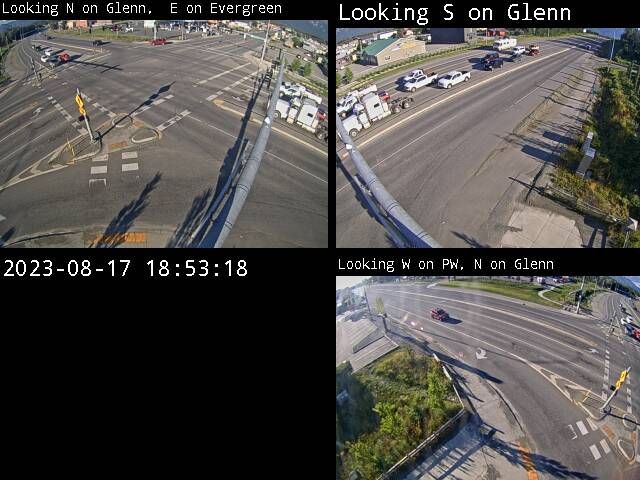 Looking N on Glenn,  E on Evergreen
Looking S on Glenn
2023-08-17 18:53:18
Looking W on PW, N on Glenn